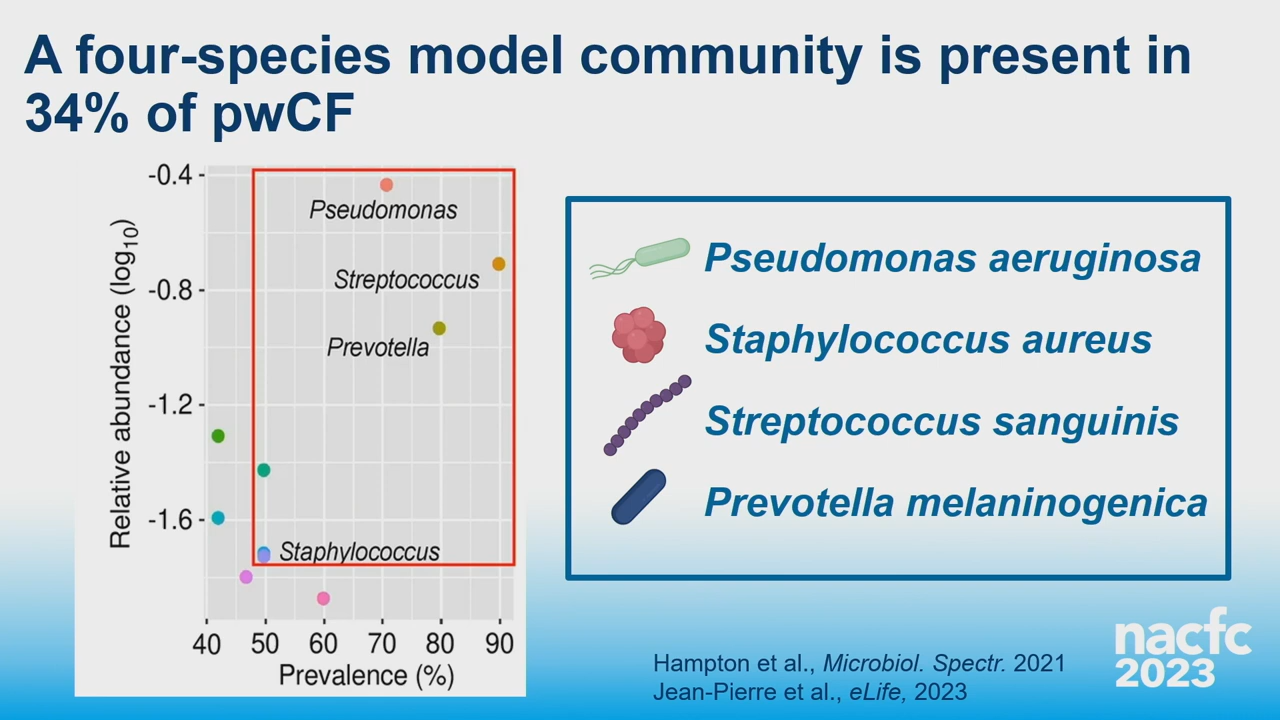 A four-species model community is present in
34% of pwCF
-0.4
-0.8
-1.2
-1.6
Relative abundance (log10)
Pseudomonas
Streptococcus
Prevotella
Staphylococcus
40 50 60 70 80 90
Prevalence (%)
Pseudomonas aeruginosa
Staphylococcus aureus
Streptococcus sanguinis
Prevotella melaninogenica
Hampton et al., Microbiol. Spectr. 2021
Jean-Pierre et al., eLife, 2023
nacfc
2023